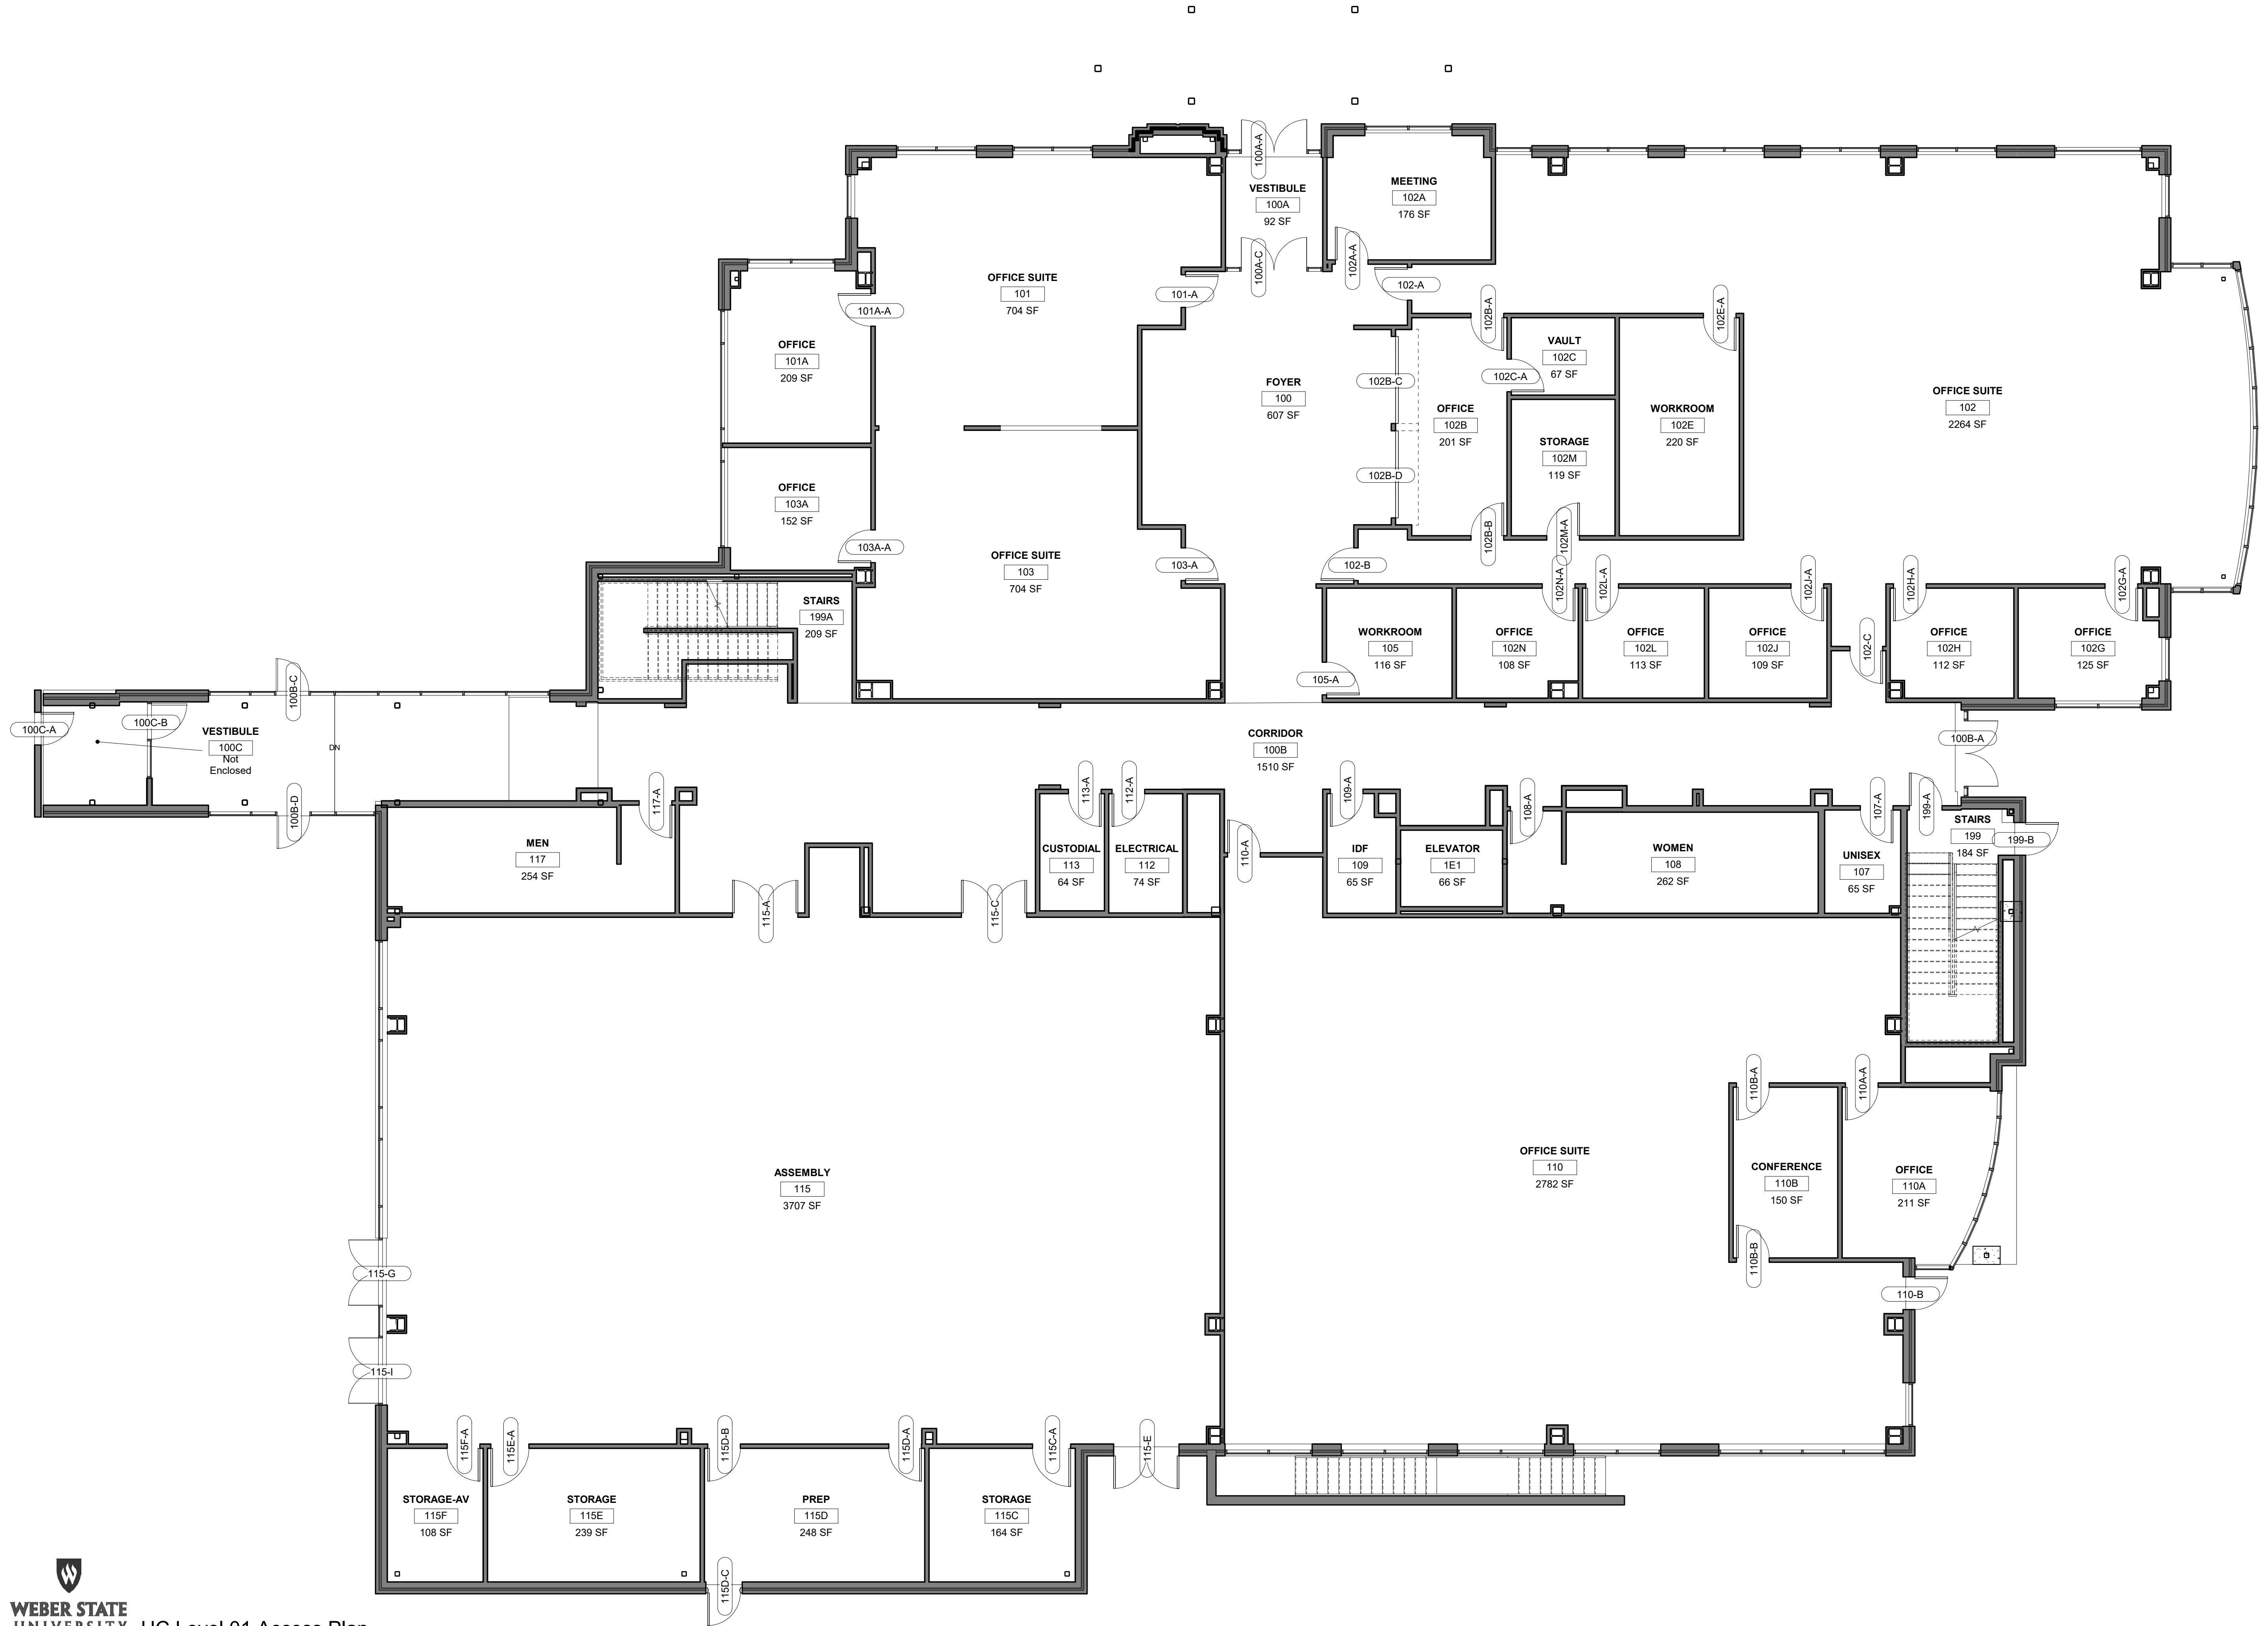 100A-A
VESTIBULE
100A
92 SF
100A-C
MEETING
102A
176 SF
102A-A
102-A
OFFICE SUITE
101
704 SF
101-A
101A-A
OFFICE
101A
209 SF
FOYER
100
607 SF
102B-A
102B-C
102B-D
OFFICE
102B
201 SF
102B-B
VAULT
102C
67 SF
102C-A
STORAGE
102M
119 SF
102M-A
102E-A
WORKROOM
102E
220 SF
OFFICE SUITE
102
2264 SF
OFFICE
103A
152 SF
103A-A
OFFICE SUITE
103
704 SF
103-A
102-B
STAIRS
199A
209 SF
WORKROOM
105
116 SF
105-A
102N-A
OFFICE
102N
108 SF
102L-A
OFFICE
102L
113 SF
102J-A
OFFICE
102J
109 SF
102-C
102H-A
OFFICE
102H
112 SF
102G-A
OFFICE
102G
125 SF
100C-A
100C-B
VESTIBULE
100C
Not
Enclosed
100B-C
100B-D
DN
CORRIDOR
100B
1510 SF
100B-A
117-A
MEN
117
254 SF
113-A
CUSTODIAL
113
64 SF
112-A
ELECTRICAL
112
74 SF
110-A
109-A
IDF
109
65 SF
ELEVATOR
1E1
66 SF
108-A
WOMEN
108
262 SF
107-A
UNISEX
107
65 SF
199-A
STAIRS
199
184 SF
199-B
115-A
115-C
ASSEMBLY
115
3707 SF
115-G
115-I
OFFICE SUITE
110
2782 SF
110B-A
CONFERENCE
110B
150 SF
110B-B
110A-A
OFFICE
110A
211 SF
110-B
115F-A
STORAGE-AV
115F
108 SF
115E-A
STORAGE
115E
239 SF
115D-B
115D-A
PREP
115D
248 SF
115D-C
115C-A
STORAGE
115C
164 SF
115-E
WEBER STATE
UNIVERSITY
Level 01 Access Plan